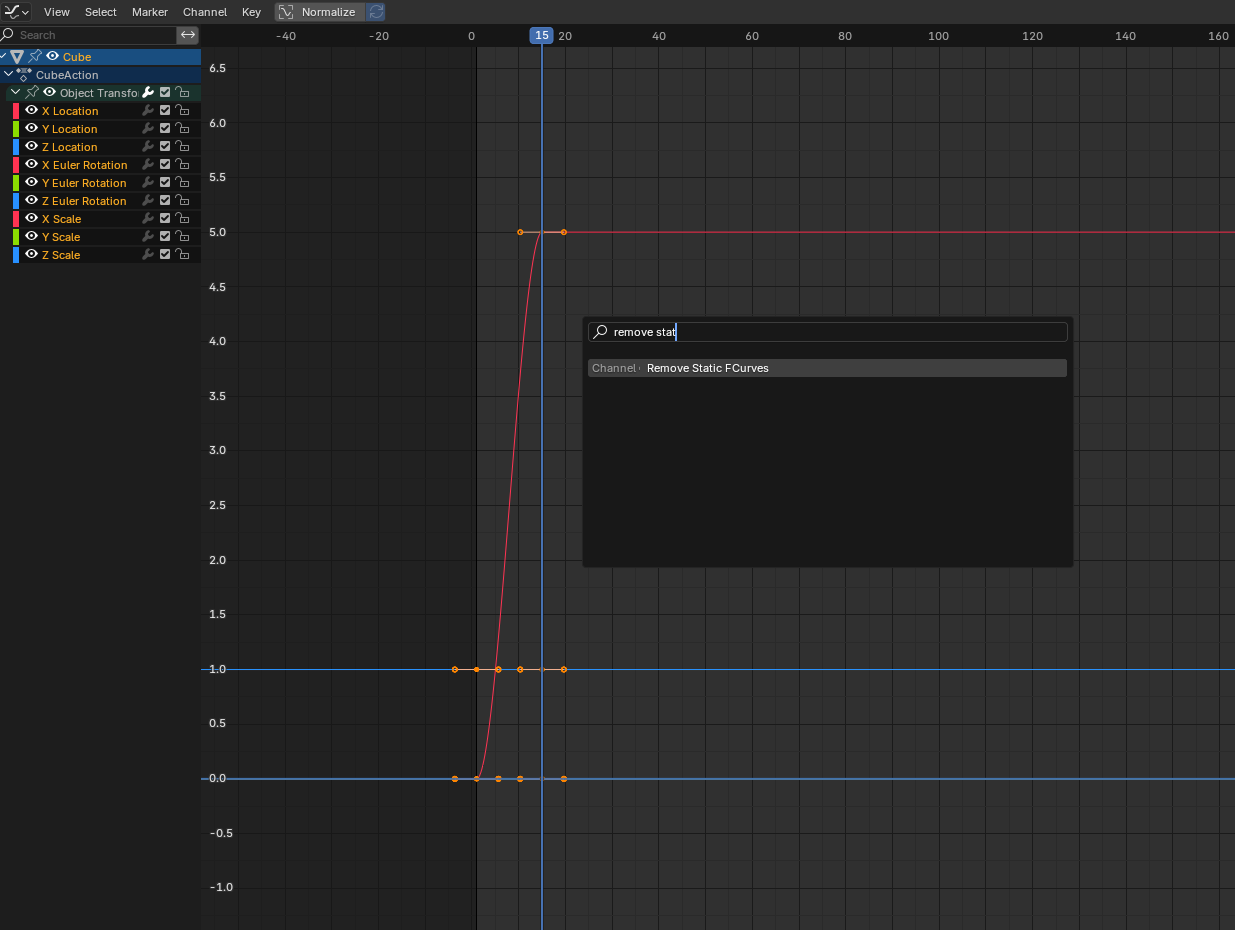 View Select Marker Channel Key Normalize
Search
-40 -20 0 15 20 40 60 80 100 120 140 160
Cube
CubeAction
Object Transfo
X Location
Y Location
Z Location
X Euler Rotation
Y Euler Rotation
Z Euler Rotation
X Scale
Y Scale
Z Scale
6.5
6.0
5.5
5.0
4.5
4.0
3.5
3.0
2.5
2.0
1.5
1.0
0.5
0.0
-0.5
-1.0
remove stat
Channel · Remove Static FCurves